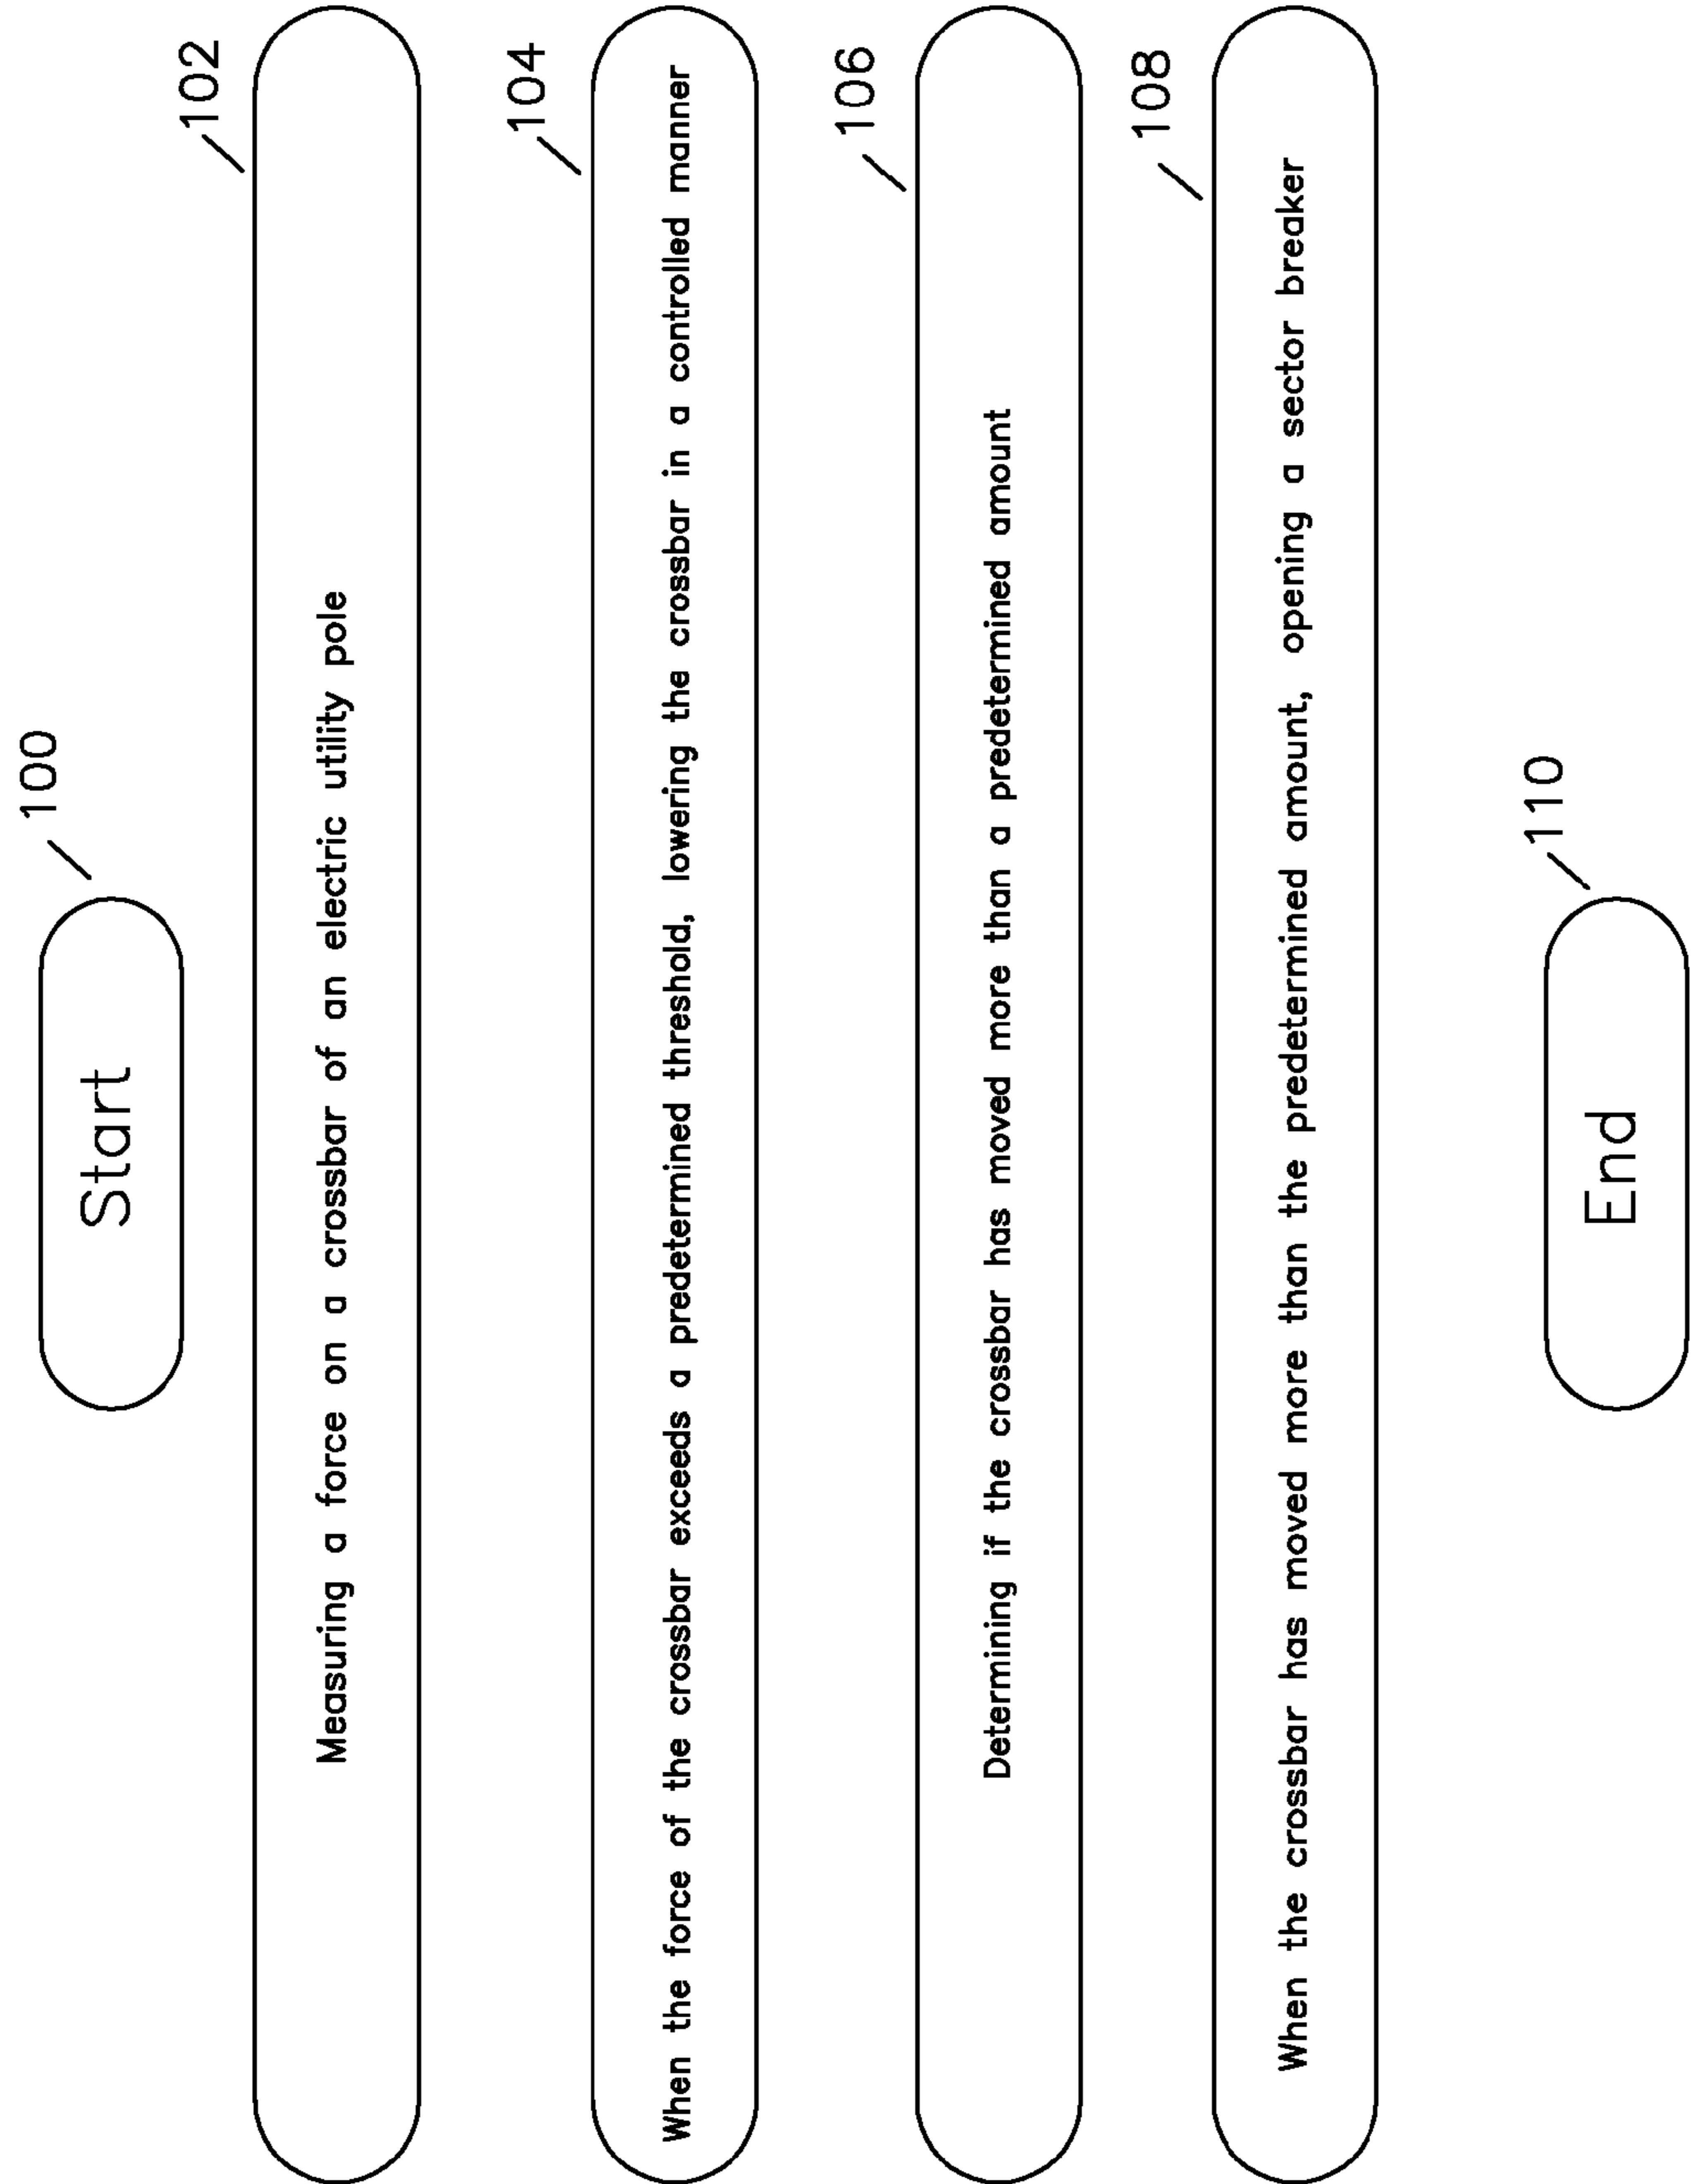 100
Start
102
Measuring a force on a crossbar of an electric utility pole
104
When the force of the crossbar exceeds a predetermined threshold, lowering the crossbar in a controlled manner
106
Determining if the crossbar has moved more than a predetermined amount
108
When the crossbar has moved more than the predetermined amount, opening a sector breaker
110
End